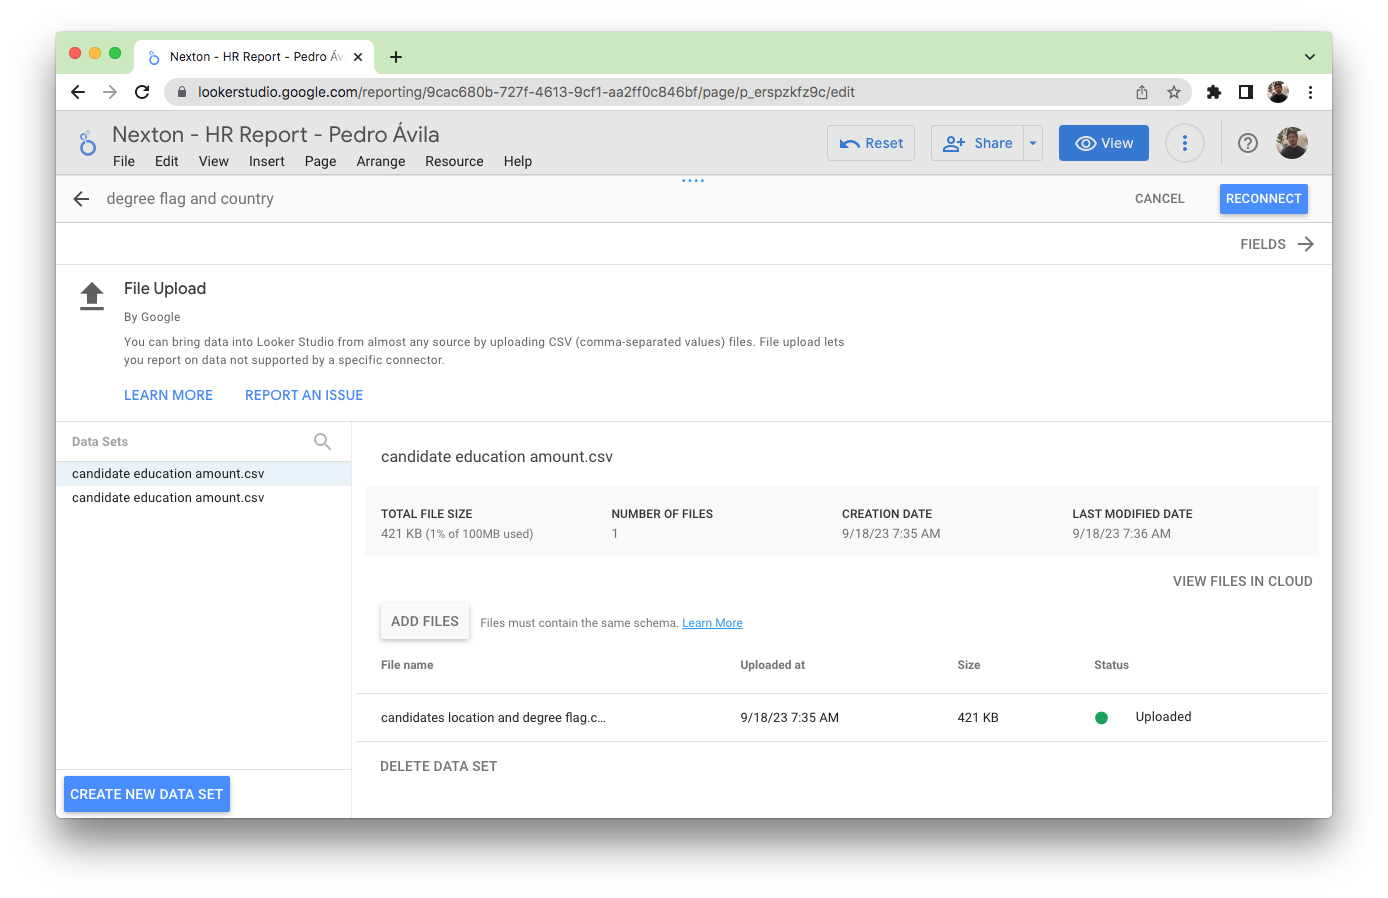 Nexton - HR Report - Pedro Áv
lookerstudio.google.com/reporting/9cac680b-727f-4613-9cf1-aa2ff0c846bf/page/p_erspzkfz9c/edit
Nexton - HR Report - Pedro Ávila
File Edit View Insert Page Arrange Resource Help
Reset Share View
degree flag and country
CANCEL RECONNECT
FIELDS
File Upload
By Google
You can bring data into Looker Studio from almost any source by uploading CSV (comma-separated values) files. File upload lets
you report on data not supported by a specific connector.
LEARN MORE REPORT AN ISSUE
Data Sets
candidate education amount.csv
candidate education amount.csv
CREATE NEW DATA SET
candidate education amount.csv
TOTAL FILE SIZE NUMBER OF FILES CREATION DATE LAST MODIFIED DATE
421 KB (1% of 100MB used) 1 9/18/23 7:35 AM 9/18/23 7:36 AM
VIEW FILES IN CLOUD
ADD FILES Files must contain the same schema. Learn More
File name Uploaded at Size Status
candidates location and degree flag.c... 9/18/23 7:35 AM 421 KB Uploaded
DELETE DATA SET